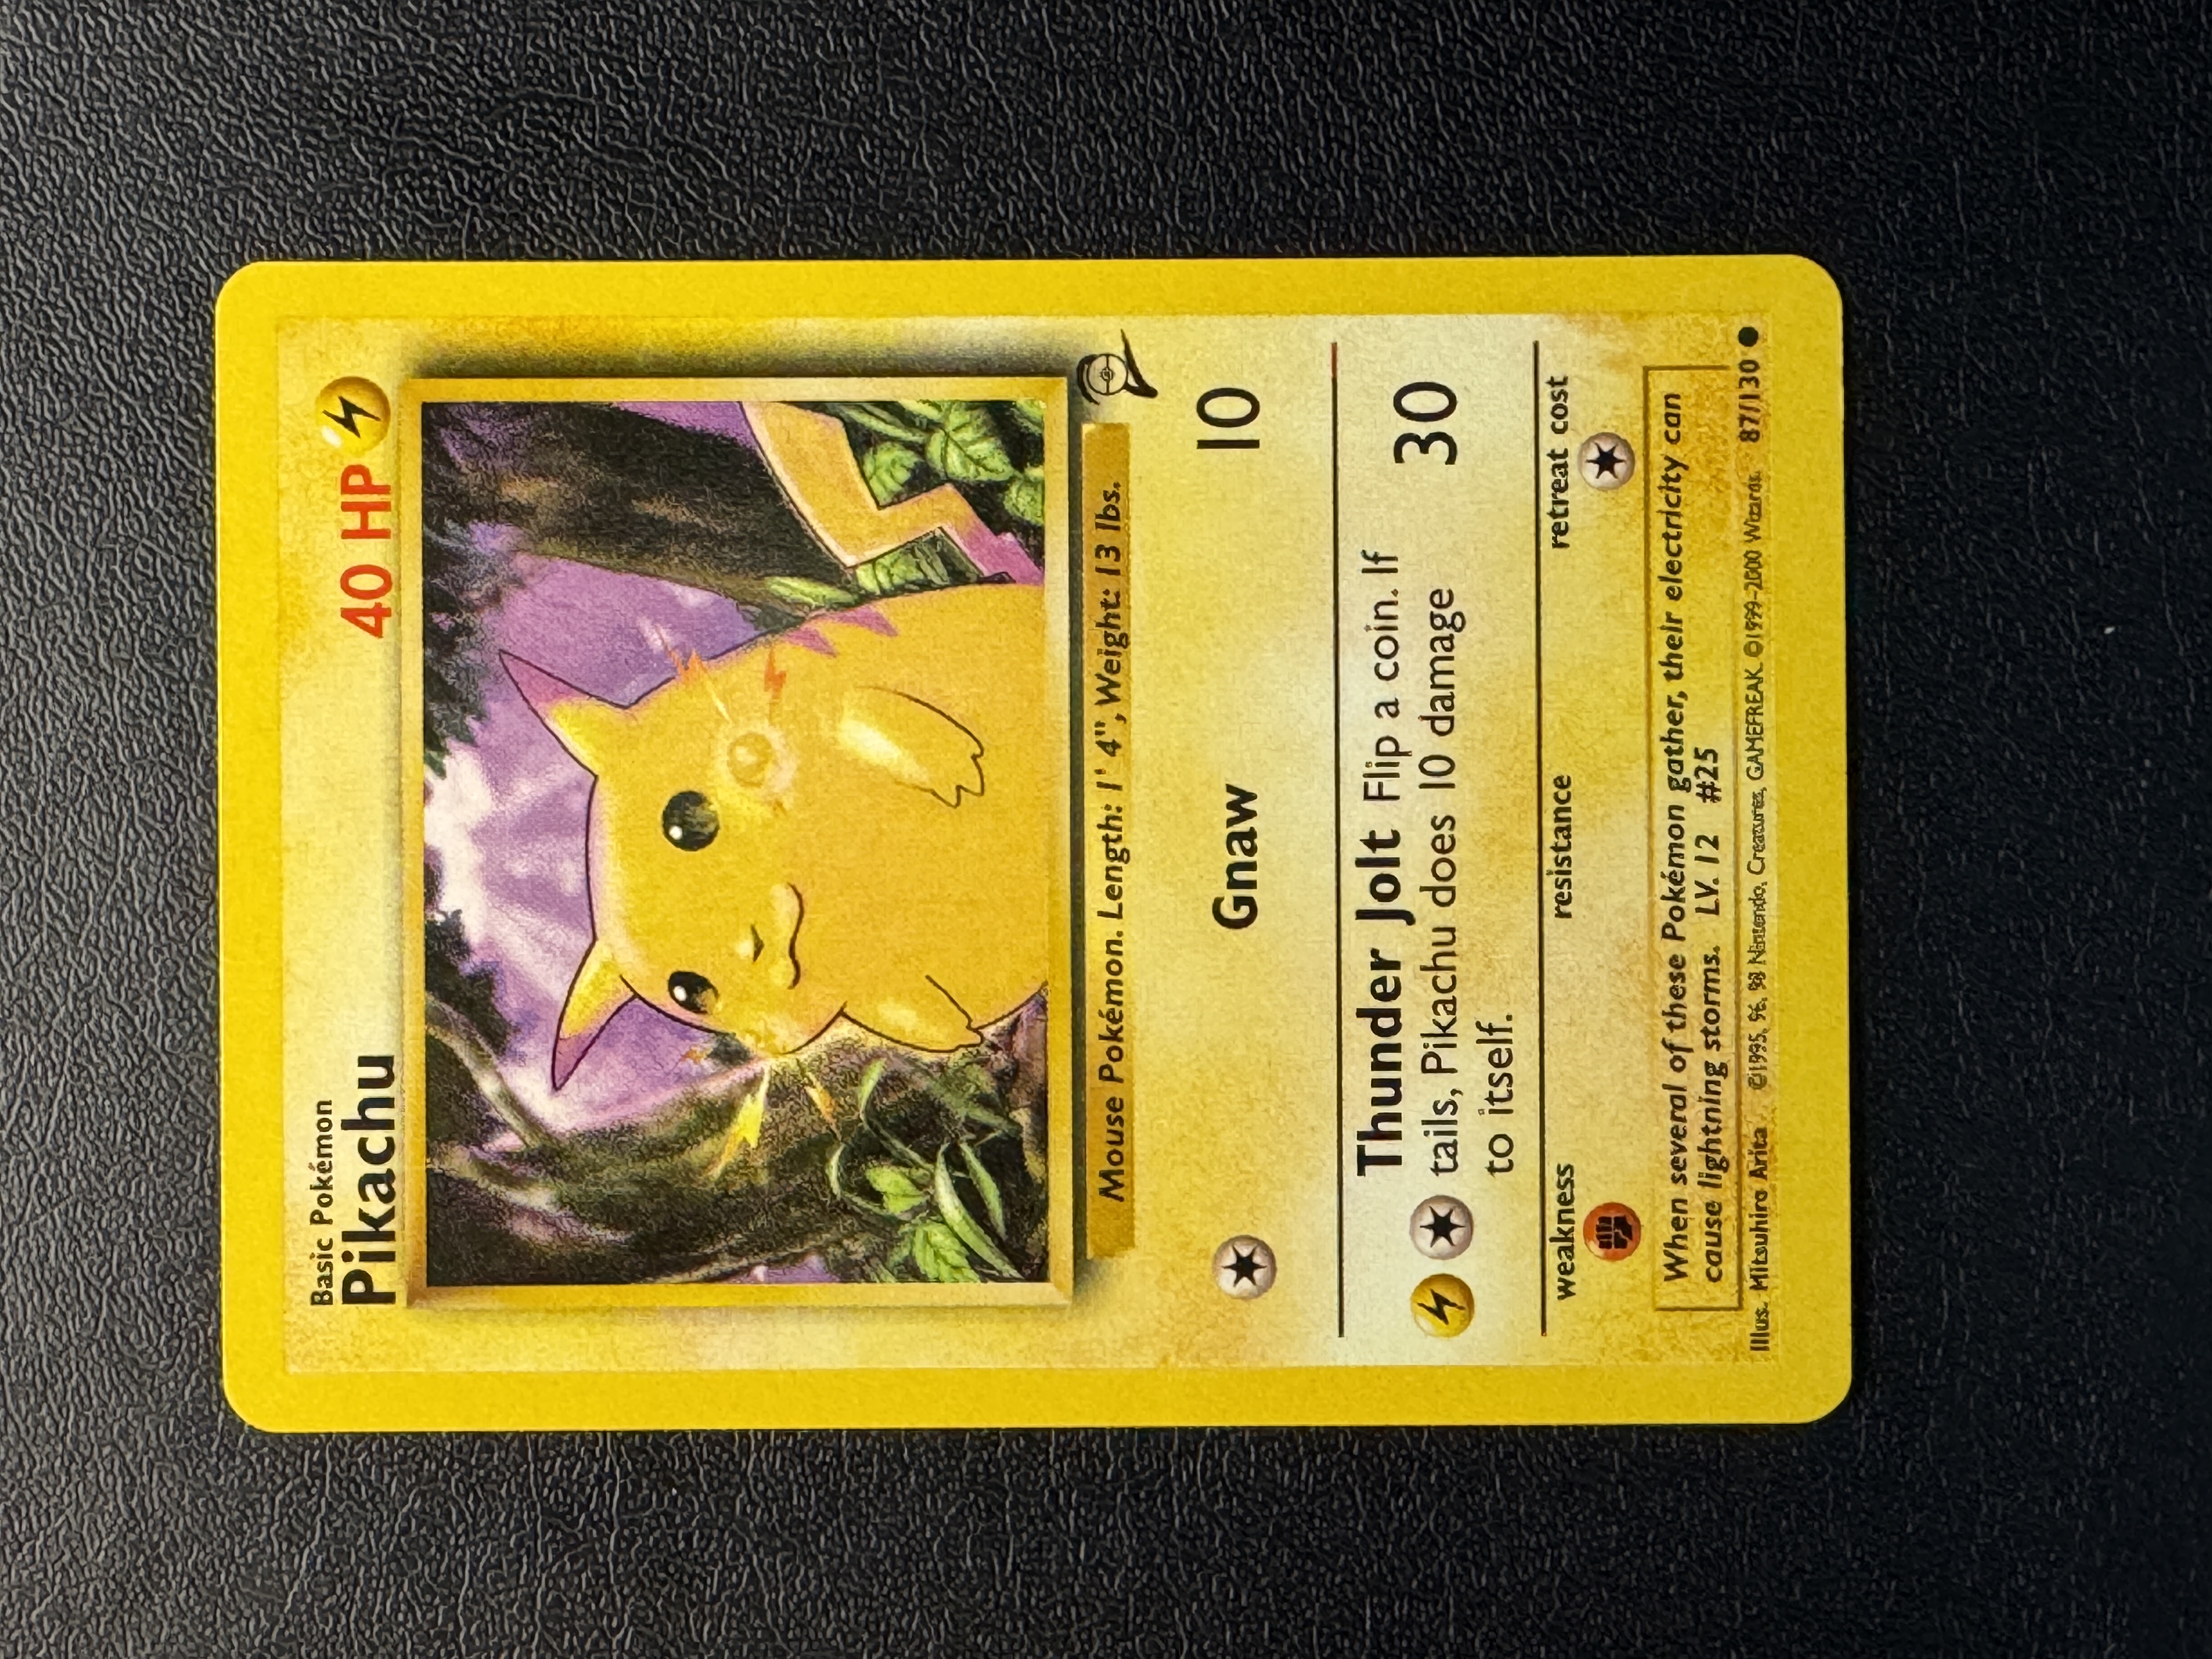 Basic Pokémon
Pikachu 40 HP
Mouse Pokémon. Length: 1' 4", Weight: 13 lbs.
Gnaw 10
Thunder Jolt Flip a coin. If
tails, Pikachu does 10 damage
to itself.
30
weakness resistance retreat cost
When several of these Pokémon gather, their electricity can
cause lightning storms. LV. 12 #25
Illus. Mitsuhiro Arita ©1995, 96, 98 Nintendo, Creatures, GAMEFREAK. ©1999-2000 Wizards. 87/130